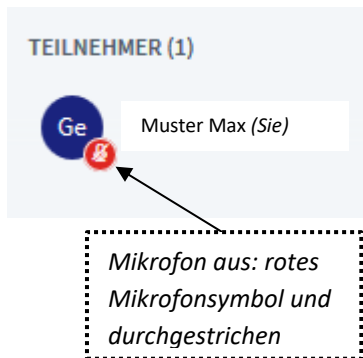 TEILNEHMER (1)
Ge
Muster Max (Sie)
Mikrofon aus: rotes
Mikrofonsymbol und
durchgestrichen